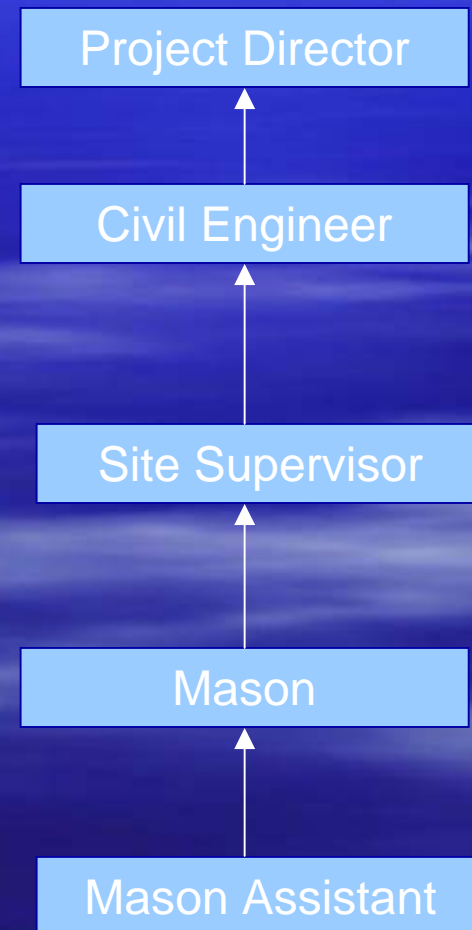 Project Director
Civil Engineer
Site Supervisor
Mason
Mason Assistant